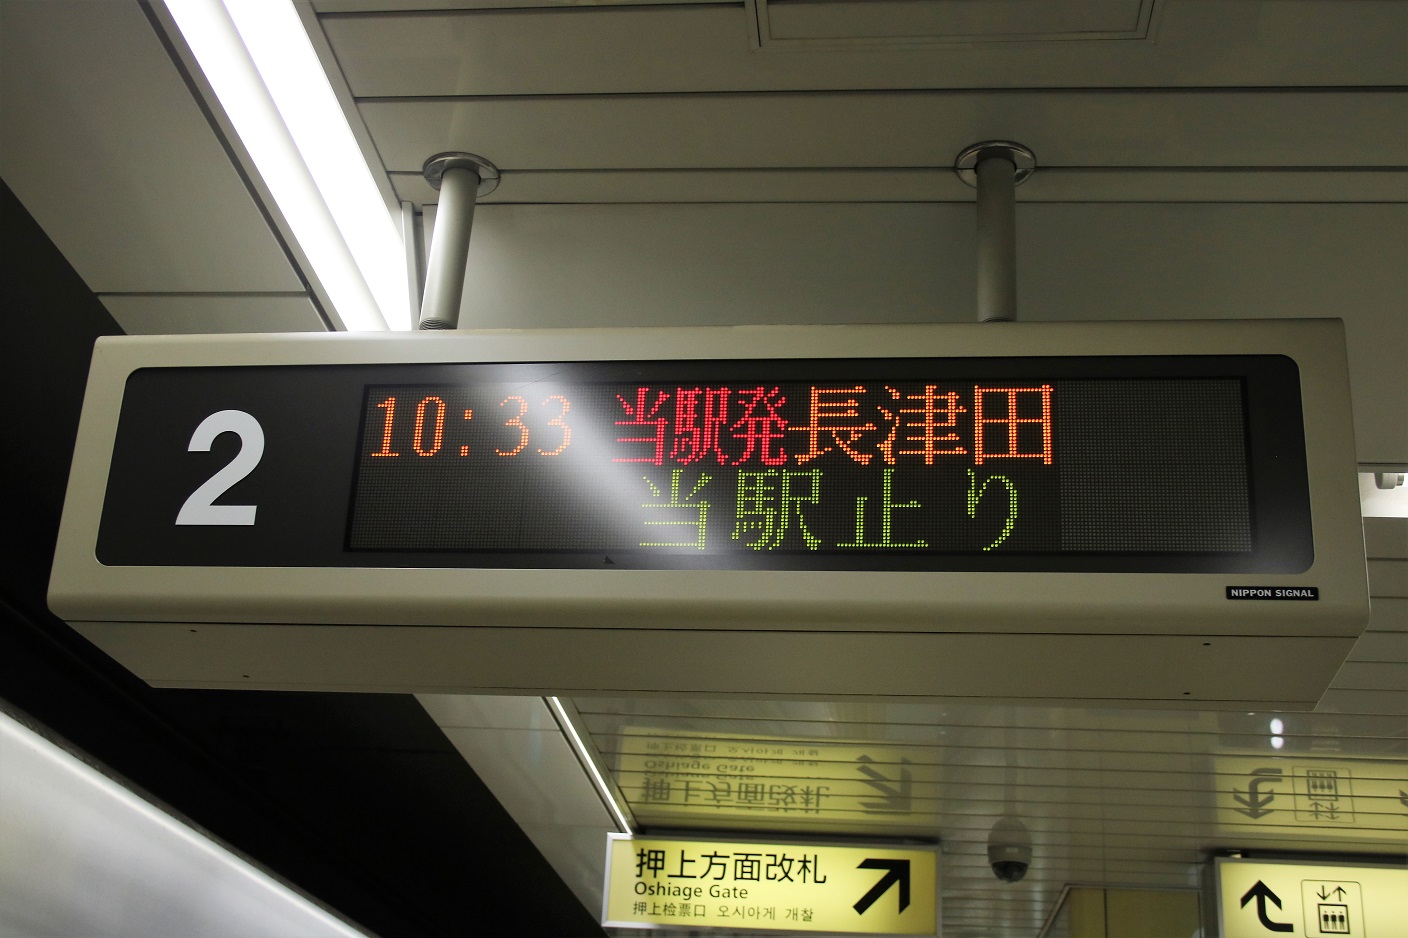 2
10:33 当駅発長津田
当駅止り
NIPPON SIGNAL
押上方面改札
Oshiage Gate
押上检票口 오시아게 개찰